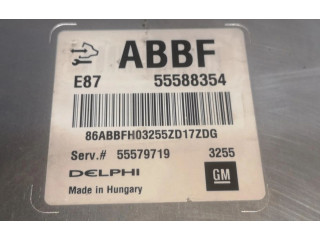 ABBF
E87 55588354
86ABBFH03255ZD17ZDG
Serv.# 55579719 3255
DELPHI
Made in Hungary
GM